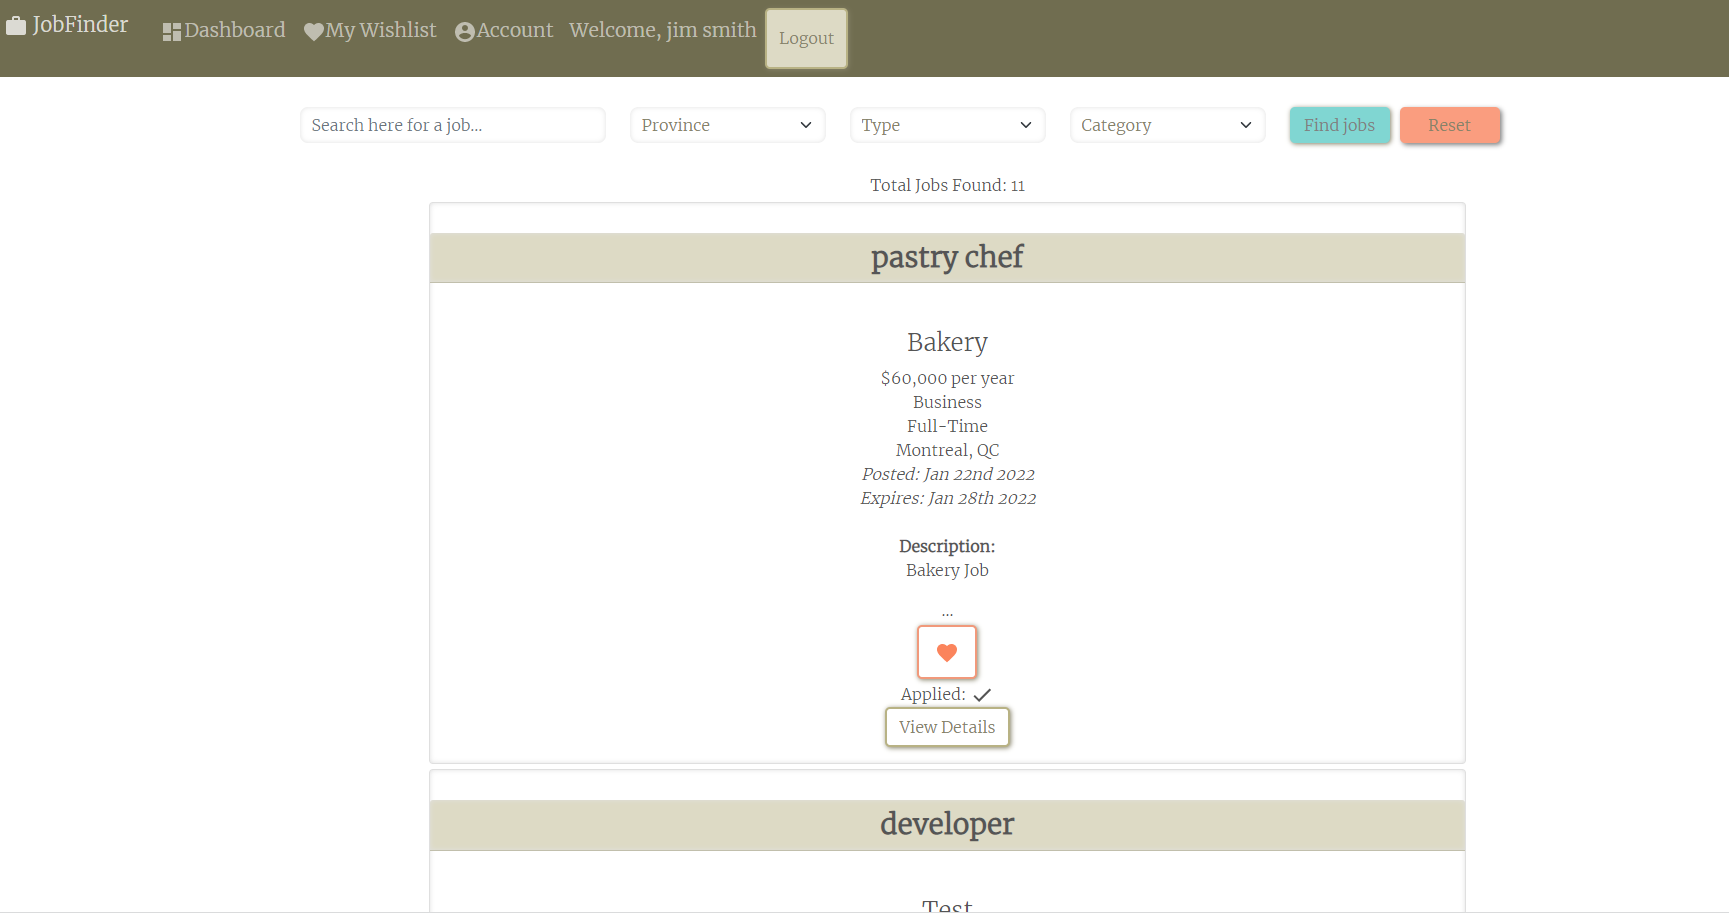 JobFinder Dashboard My Wishlist Account Welcome, jim smith Logout
Search here for a job... Province Type Category Find jobs Reset
Total Jobs Found: 11
pastry chef
Bakery
$60,000 per year
Business
Full-Time
Montreal, QC
Posted: Jan 22nd 2022
Expires: Jan 28th 2022
Description:
Bakery Job
...
Applied:
View Details
developer
Test